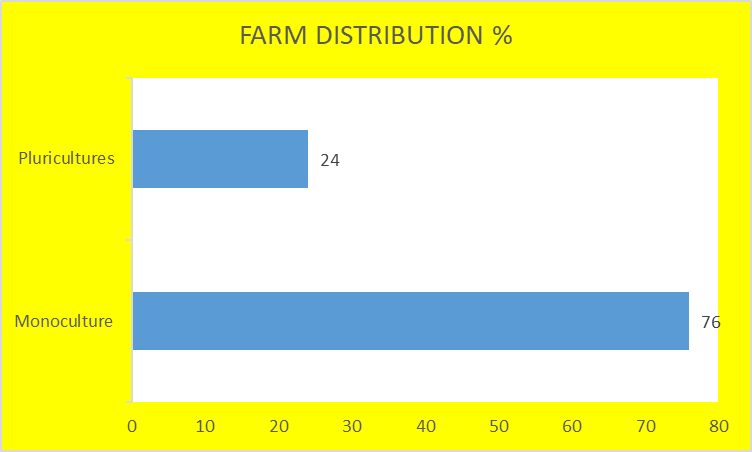 FARM DISTRIBUTION %
Pluricultures
24
Monoculture
76
0 10 20 30 40 50 60 70 80